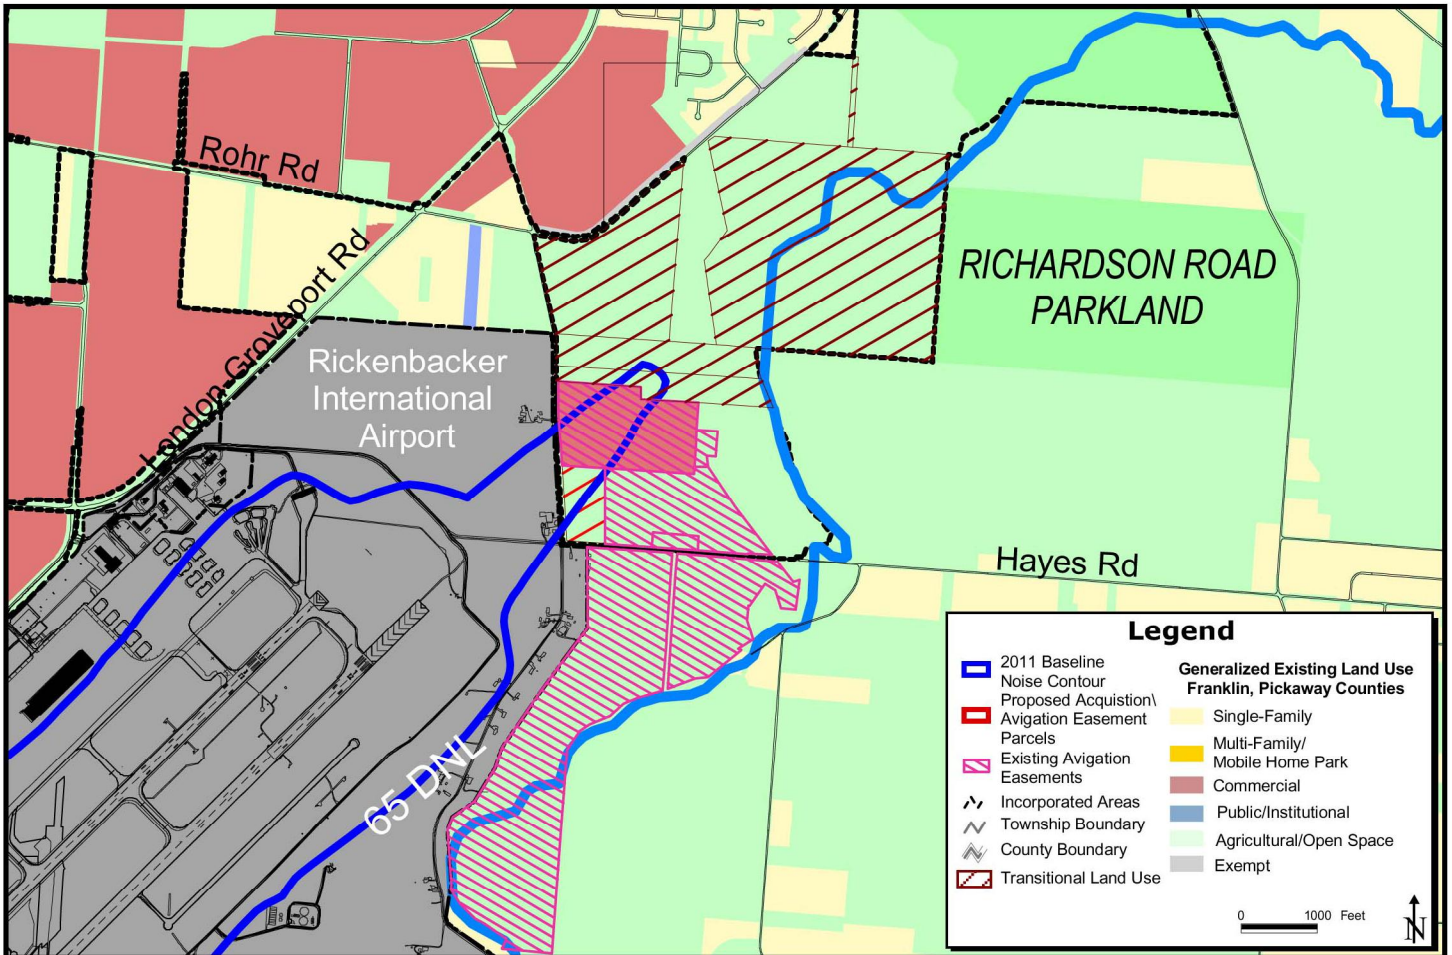 Rohr Rd
London Groveport Rd
RICHARDSON ROAD
PARKLAND
Rickenbacker
International
Airport
Hayes Rd
65 DNL
Legend
2011 Baseline
Noise Contour
Proposed Acquistion\
Avigation Easement
Parcels
Existing Avigation
Easements
Incorporated Areas
Township Boundary
County Boundary
Transitional Land Use
Generalized Existing Land Use
Franklin, Pickaway Counties
Single-Family
Multi-Family/
Mobile Home Park
Commercial
Public/Institutional
Agricultural/Open Space
Exempt
0 1000 Feet
N